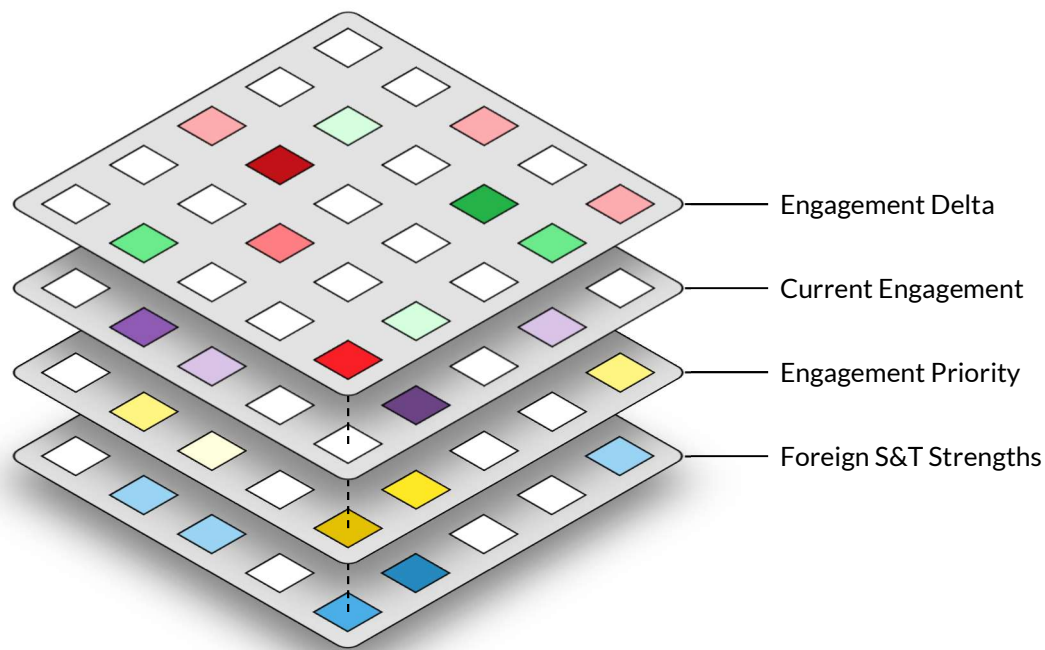 Engagement Delta
Current Engagement
Engagement Priority
Foreign S&T Strengths